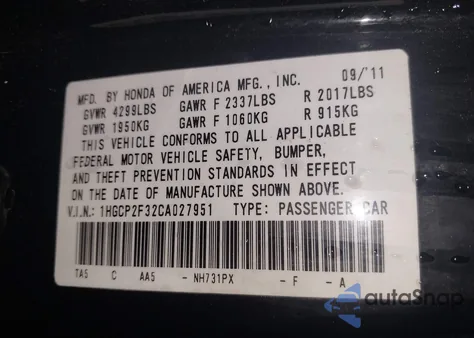 MFD. BY HONDA OF AMERICA MFG., INC. 09/'11
GVWR 4299LBS GAWR F 2337LBS R 2017LBS
GVWR 1950KG GAWR F 1060KG R 915KG
THIS VEHICLE CONFORMS TO ALL APPLICABLE
FEDERAL MOTOR VEHICLE SAFETY, BUMPER,
AND THEFT PREVENTION STANDARDS IN EFFECT
ON THE DATE OF MANUFACTURE SHOWN ABOVE.
V.I.N.: 1HGCP2F32CA027951 TYPE: PASSENGER CAR
TA5 C AA5 - NH731PX - F - A
autoSnap